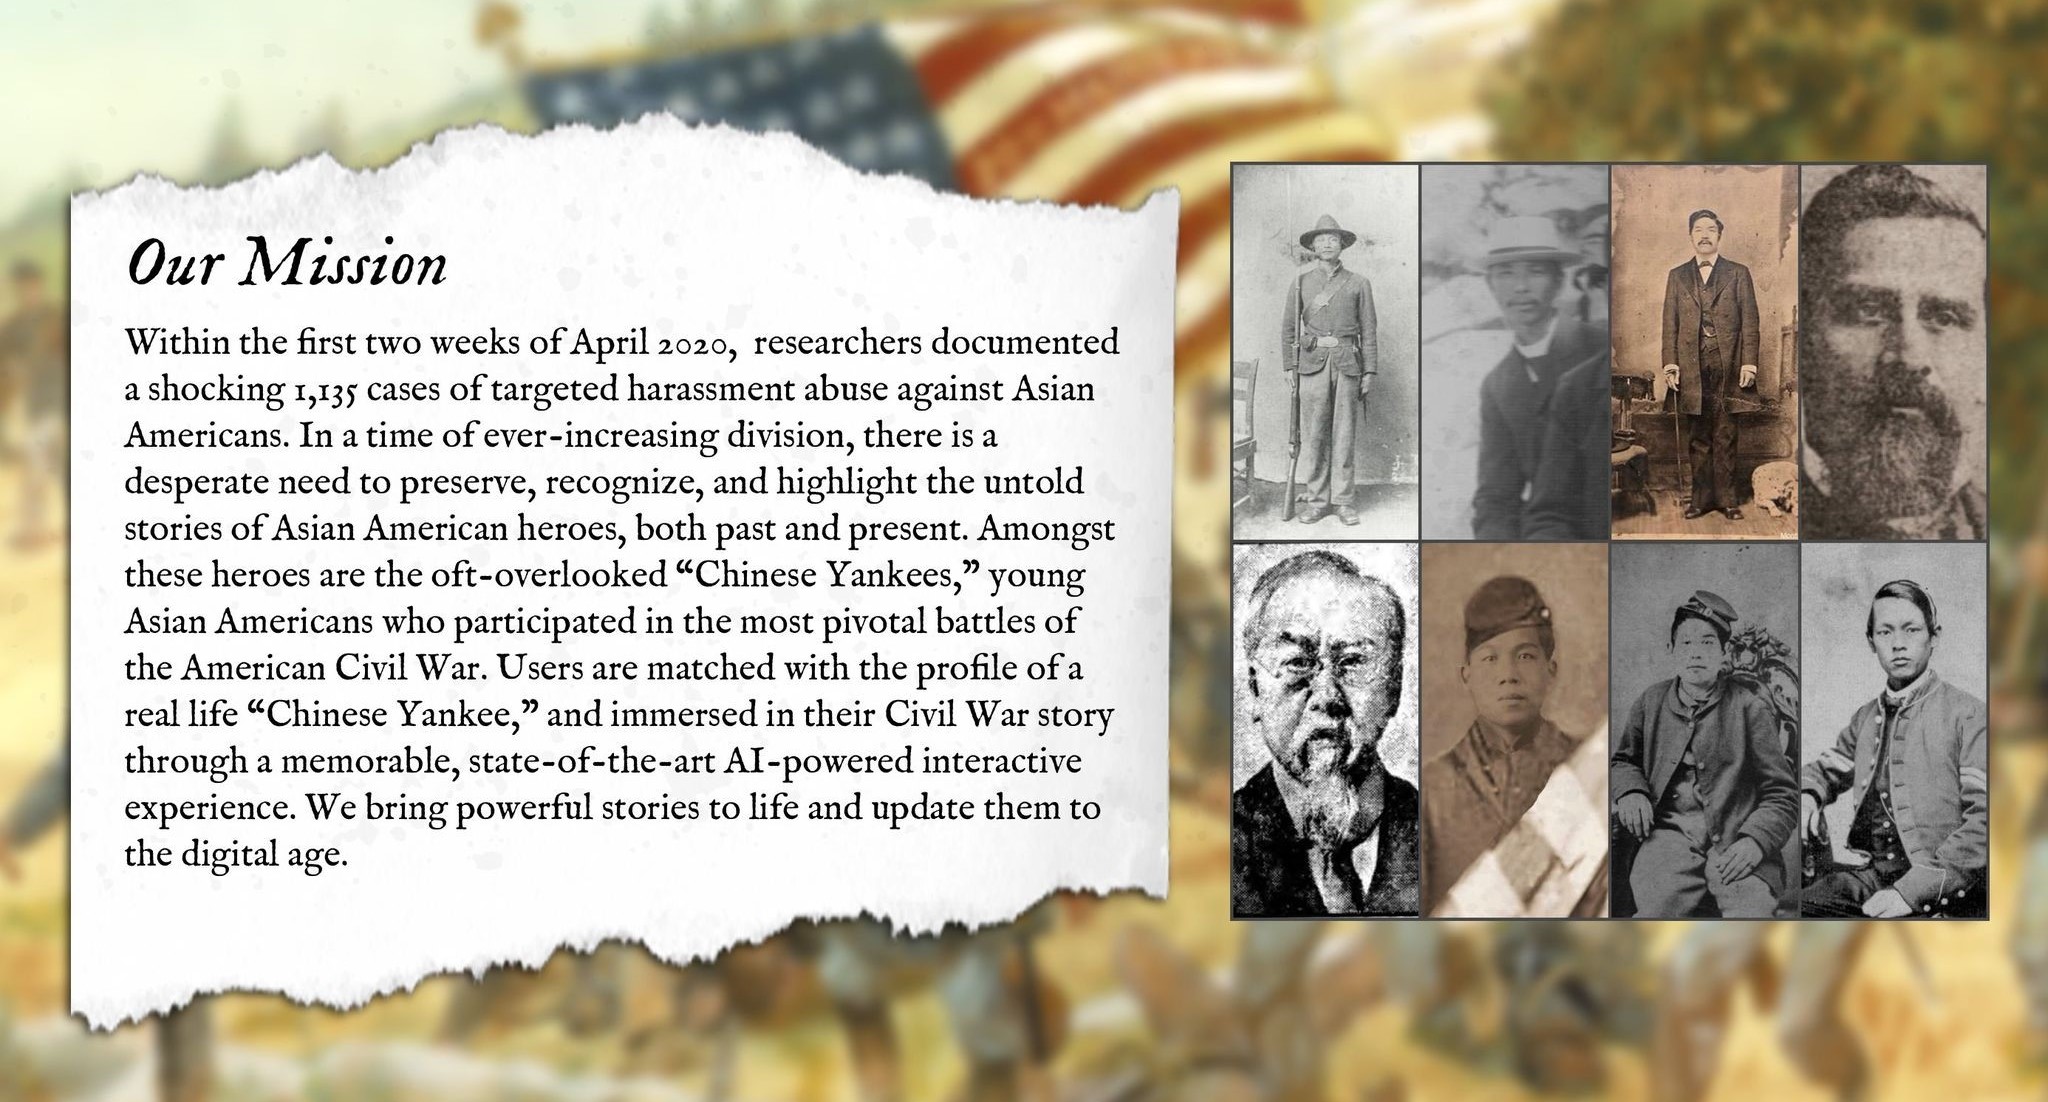 Our Mission
Within the first two weeks of April 2020,  researchers documented
a shocking 1,135 cases of targeted harassment abuse against Asian
Americans. In a time of ever-increasing division, there is a
desperate need to preserve, recognize, and highlight the untold
stories of Asian American heroes, both past and present. Amongst
these heroes are the oft-overlooked “Chinese Yankees,” young
Asian Americans who participated in the most pivotal battles of
the American Civil War. Users are matched with the profile of a
real life “Chinese Yankee,” and immersed in their Civil War story
through a memorable, state-of-the-art AI-powered interactive
experience. We bring powerful stories to life and update them to
the digital age.